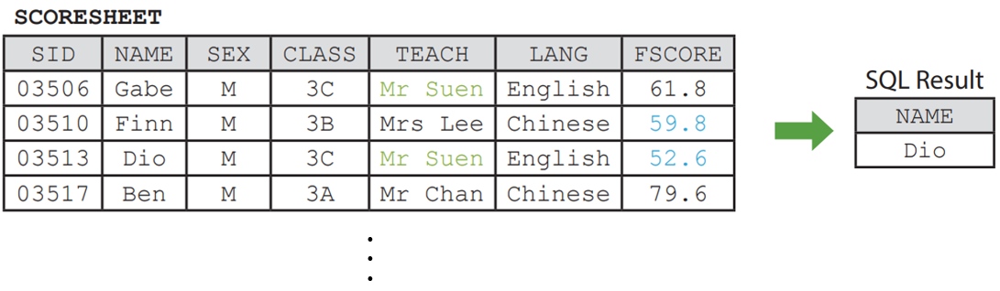 SCORESHEET
SID NAME SEX CLASS TEACH LANG FSCORE
03506 Gabe M 3C Mr Suen English 61.8
03510 Finn M 3B Mrs Lee Chinese 59.8
03513 Dio M 3C Mr Suen English 52.6
03517 Ben M 3A Mr Chan Chinese 79.6
SQL Result
NAME
Dio